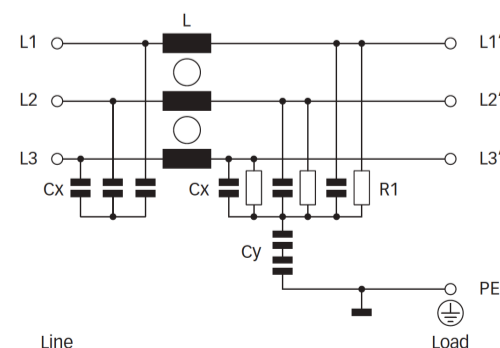 L
L1 L1'
L2 L2'
L3 L3'
Cx Cx R1
Cy
PE
Line Load